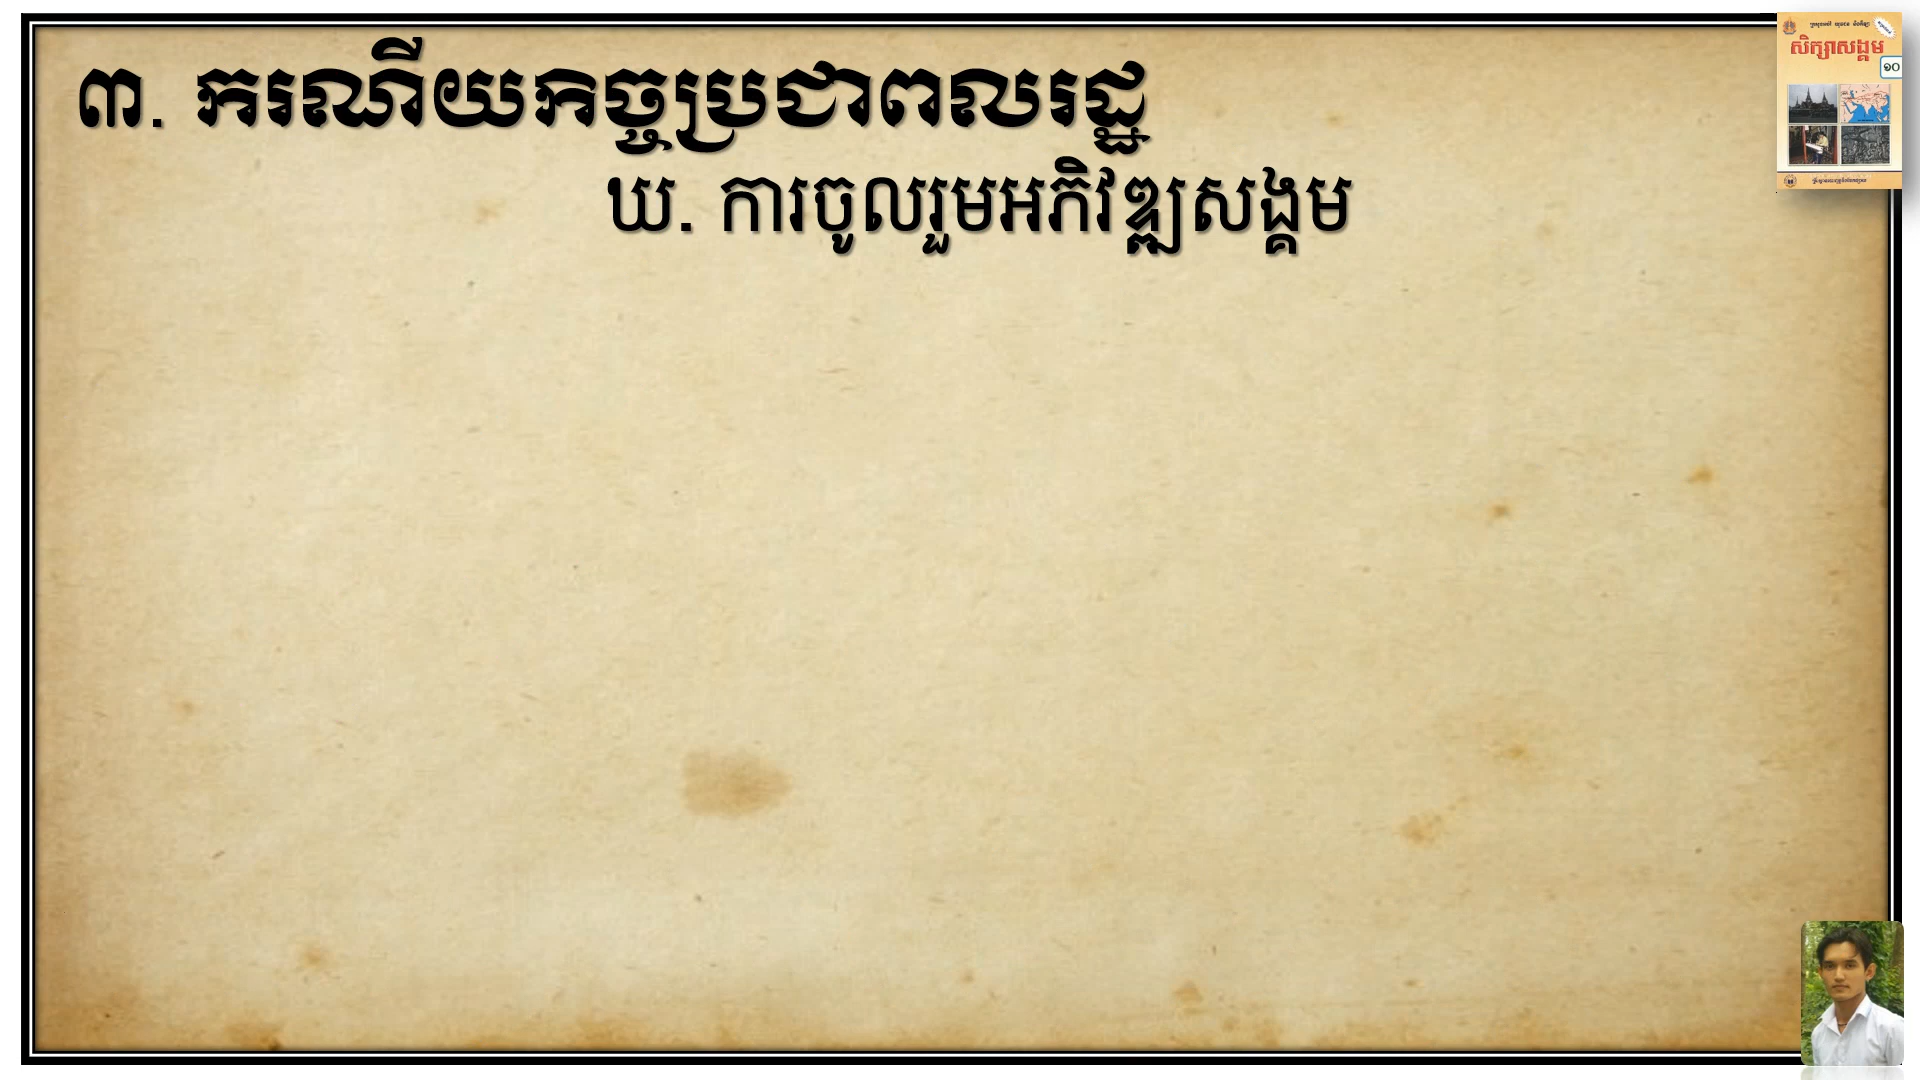 ៣. ករណីយកិច្ចប្រជាពលរដ្ឋ
ឃ. ការចូលរួមអភិវឌ្ឍសង្គម
សិក្សាសង្គម
១០